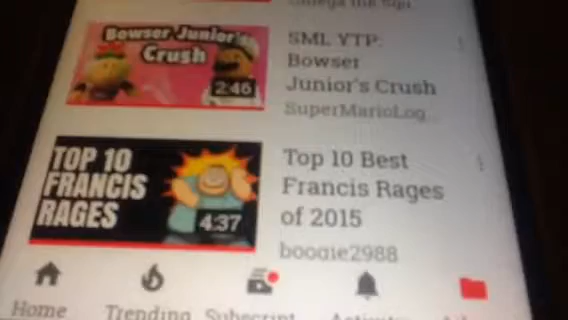 Bowser Junior's
Crush
2:46
SML YTP:
Bowser
Junior's Crush
SuperMarioLog...
TOP 10
FRANCIS
RAGES
4:37
Top 10 Best
Francis Rages
of 2015
boogie2988
Home
Trending